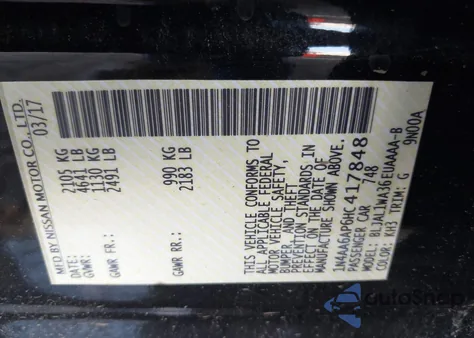 MFD BY NISSAN MOTOR CO., LTD.
03/17
GVWR: 2105 KG
4641 LB
GAWR FR.: 1130 KG
2491 LB
GAWR RR.: 990 KG
2183 LB
THIS VEHICLE CONFORMS TO
ALL APPLICABLE FEDERAL
MOTOR VEHICLE SAFETY,
BUMPER, AND THEFT
PREVENTION STANDARDS IN
EFFECT ON THE DATE OF
MANUFACTURE SHOWN ABOVE.
1N4AA6AP6HC417848
PASSENGER CAR 748
MODEL: BLJALLWA36EUAAAA-B
COLOR: KH3 TRIM: G 9N00A
AutoSnap